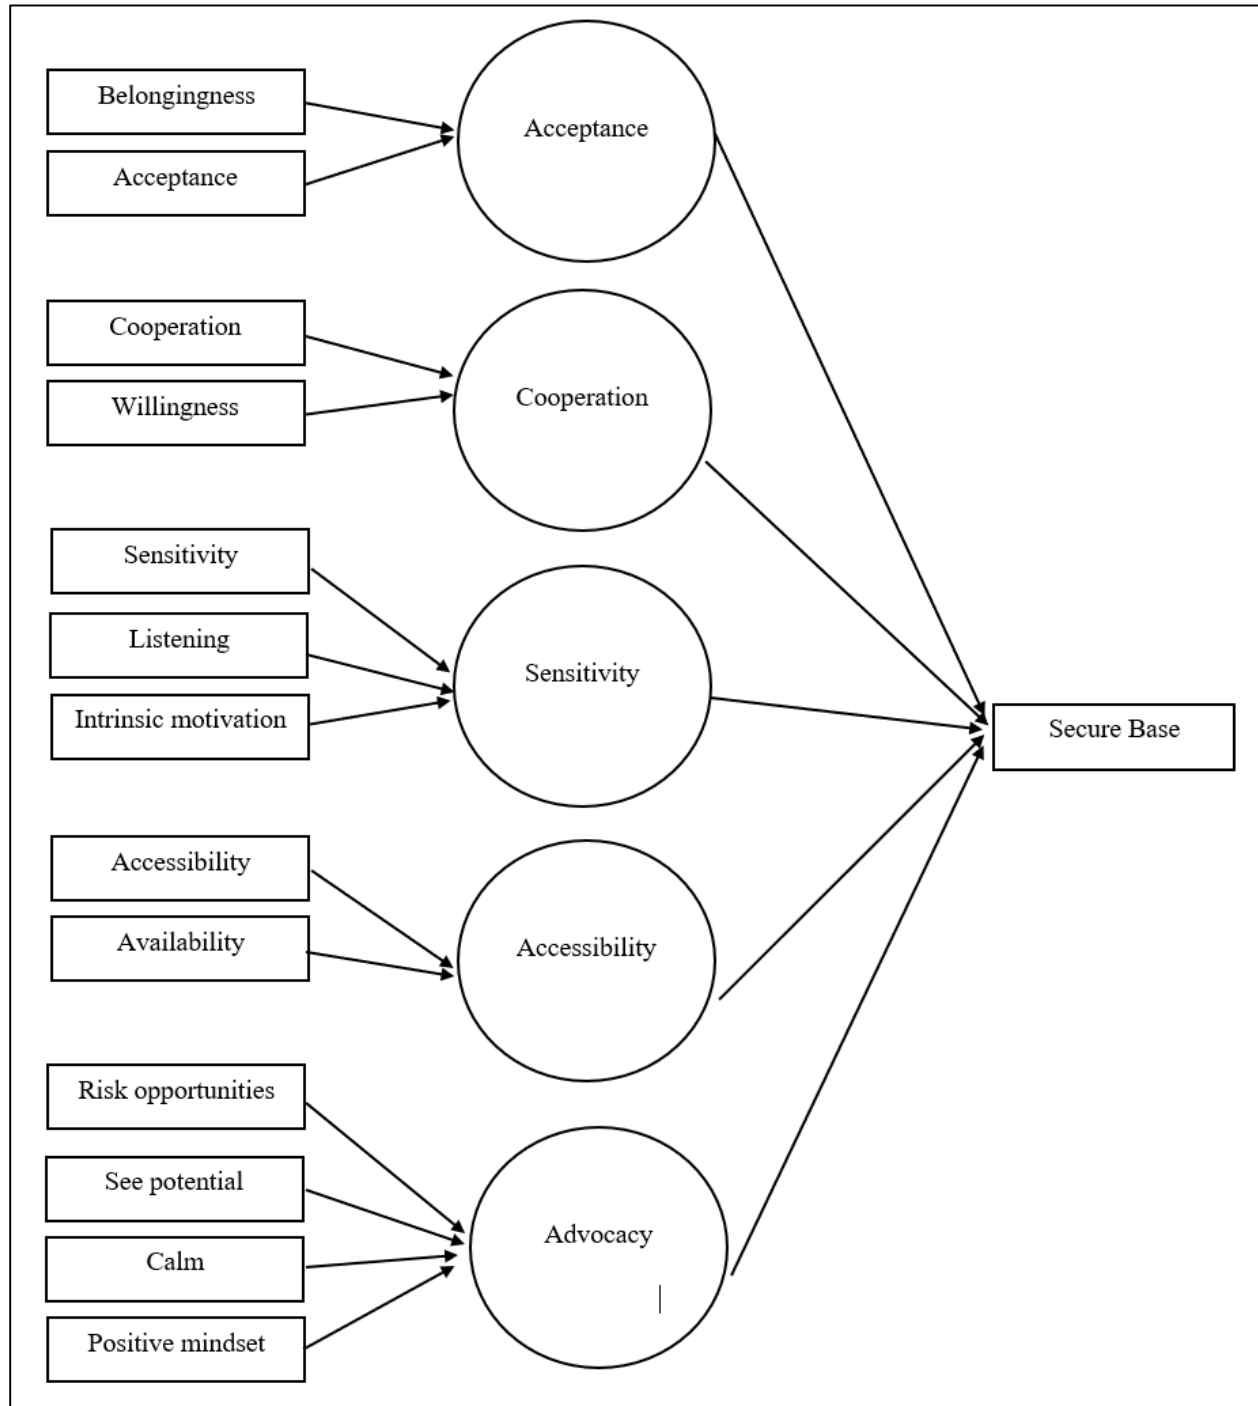 Belongingness
Acceptance
Acceptance
Cooperation
Willingness
Cooperation
Sensitivity
Listening
Intrinsic motivation
Sensitivity
Accessibility
Availability
Accessibility
Risk opportunities
See potential
Calm
Positive mindset
Advocacy
Secure Base